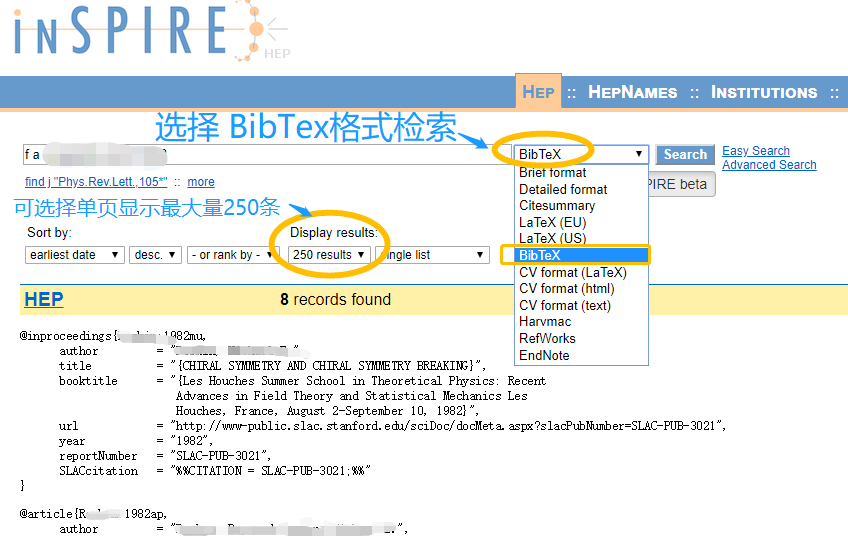 inSPIRE
HEP
HEP :: HEPNAMES :: INSTITUTIONS ::
选择 BibTex格式检索
f a
BibTeX
Search
Easy Search
Advanced Search
find j "Phys.Rev.Lett.,105*" :: more
PIRE beta
可选择单页显示最大量250条
Sort by:
Display results:
earliest date
desc.
- or rank by -
250 results
single list
Brief format
Detailed format
Citesummary
LaTeX (EU)
LaTeX (US)
BibTeX
CV format (LaTeX)
CV format (html)
CV format (text)
Harvmac
RefWorks
EndNote
HEP
8 records found
@inproceedings{ 1982mu,
author = "
title = "{CHIRAL SYMMETRY AND CHIRAL SYMMETRY BREAKING}",
booktitle = "{Les Houches Summer School in Theoretical Physics: Recent
Advances in Field Theory and Statistical Mechanics Les
Houches, France, August 2-September 10, 1982}",
url = "http://www-public.slac.stanford.edu/sciDoc/docMeta.aspx?slacPubNumber=SLAC-PUB-3021",
year = "1982",
reportNumber = "SLAC-PUB-3021",
SLACcitation = "%%CITATION = SLAC-PUB-3021;%%"
}
@article{ 1982ap,
author = " ",